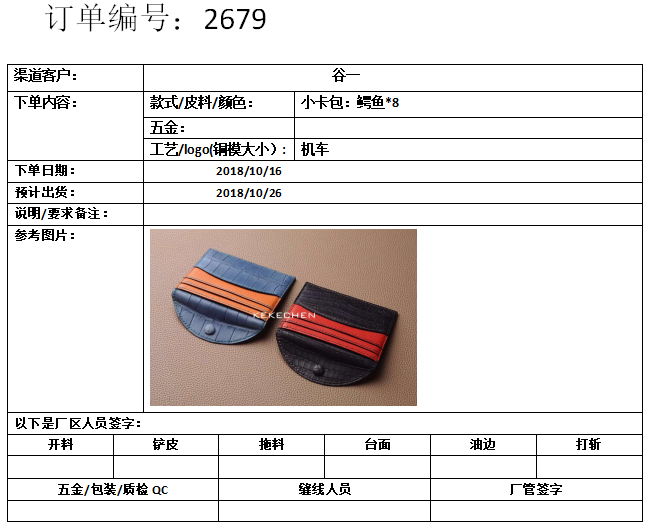 订单编号：2679
渠道客户： 谷一
下单内容： 款式/皮料/颜色： 小卡包：鳄鱼*8
五金：
工艺/logo(铜模大小）： 机车
下单日期： 2018/10/16
预计出货： 2018/10/26
说明/要求备注：
参考图片：
KEKECHEN
以下是厂区人员签字：
开料 铲皮 拖料 台面 油边 打斩
五金/包装/质检 QC 缝线人员 厂管签字